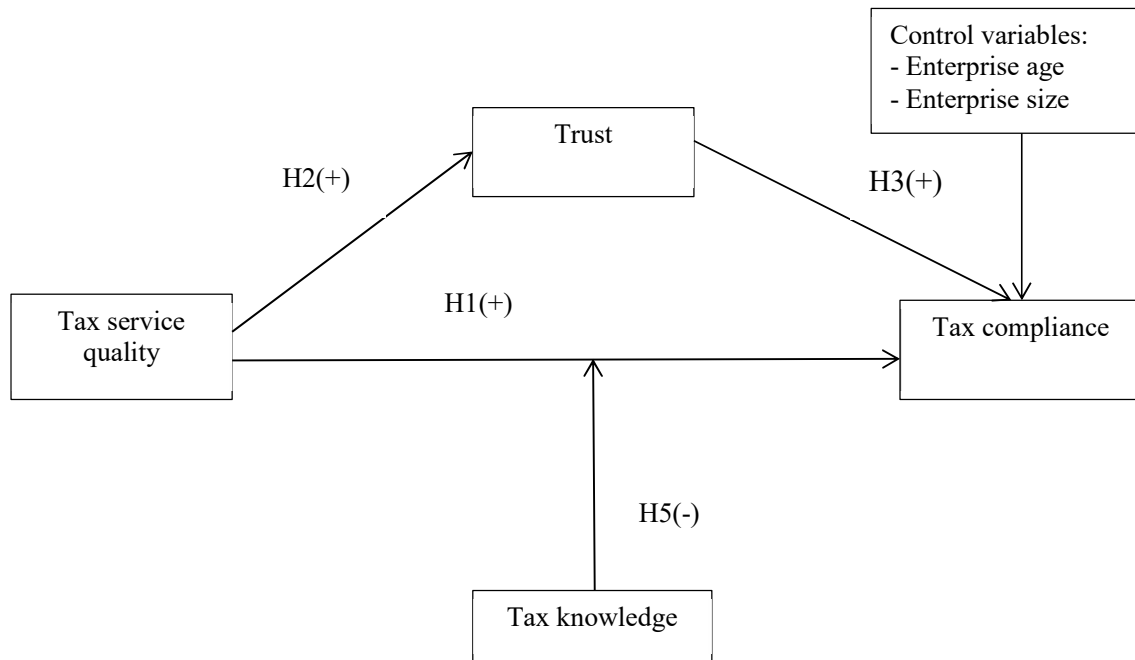 Control variables:
- Enterprise age
- Enterprise size
Trust
H2(+)
H3(+)
H1(+)
Tax service
quality
Tax compliance
H5(-)
Tax knowledge